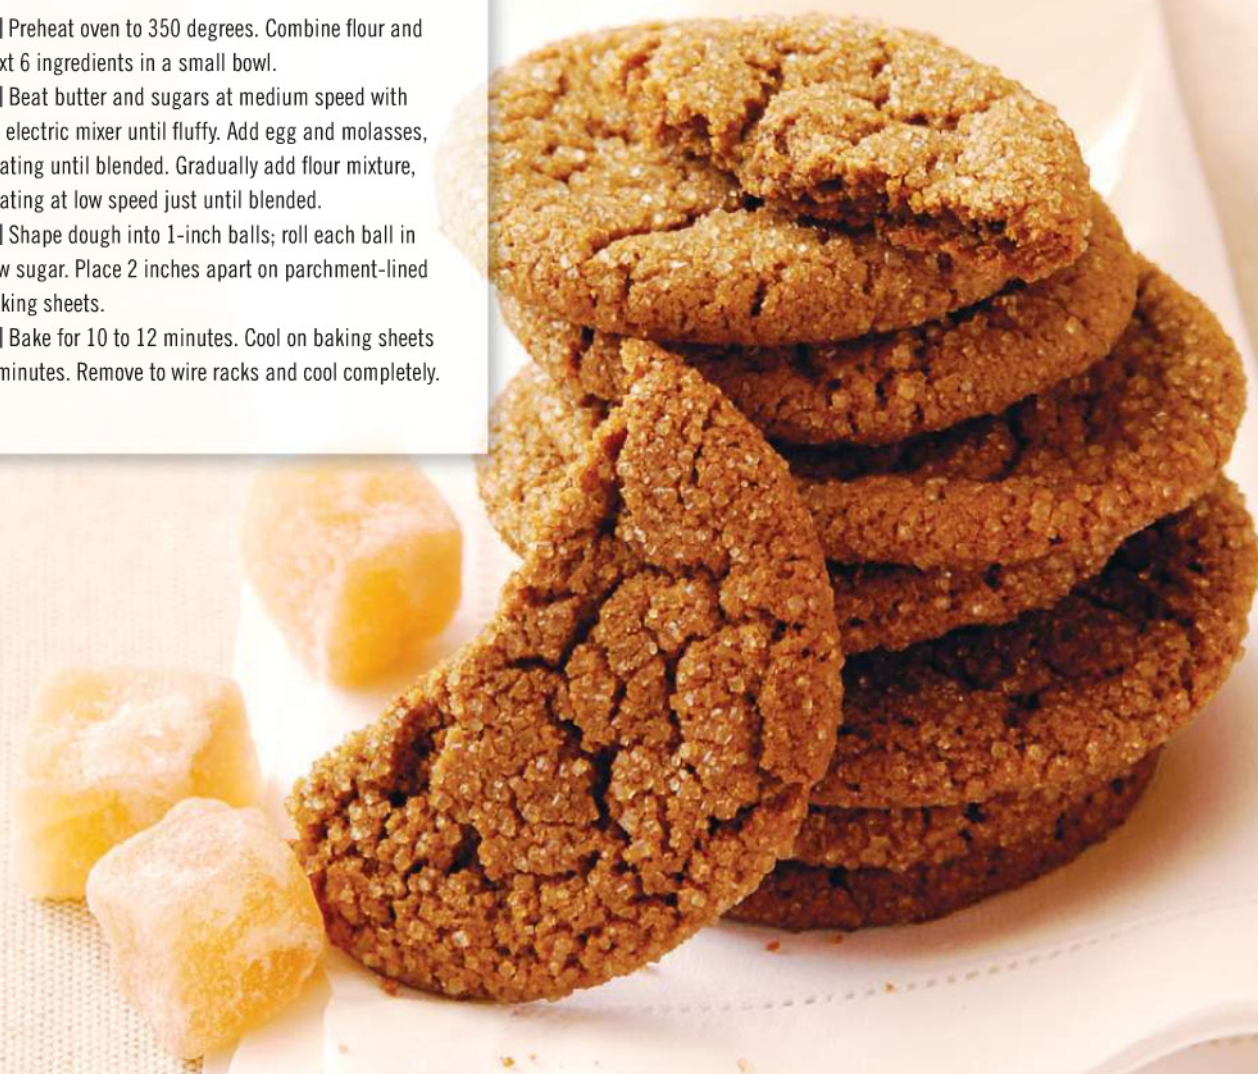 Preheat oven to 350 degrees. Combine flour and
xt 6 ingredients in a small bowl.
Beat butter and sugars at medium speed with
electric mixer until fluffy. Add egg and molasses,
ating until blended. Gradually add flour mixture,
ating at low speed just until blended.
Shape dough into 1-inch balls; roll each ball in
w sugar. Place 2 inches apart on parchment-lined
king sheets.
Bake for 10 to 12 minutes. Cool on baking sheets
minutes. Remove to wire racks and cool completely.